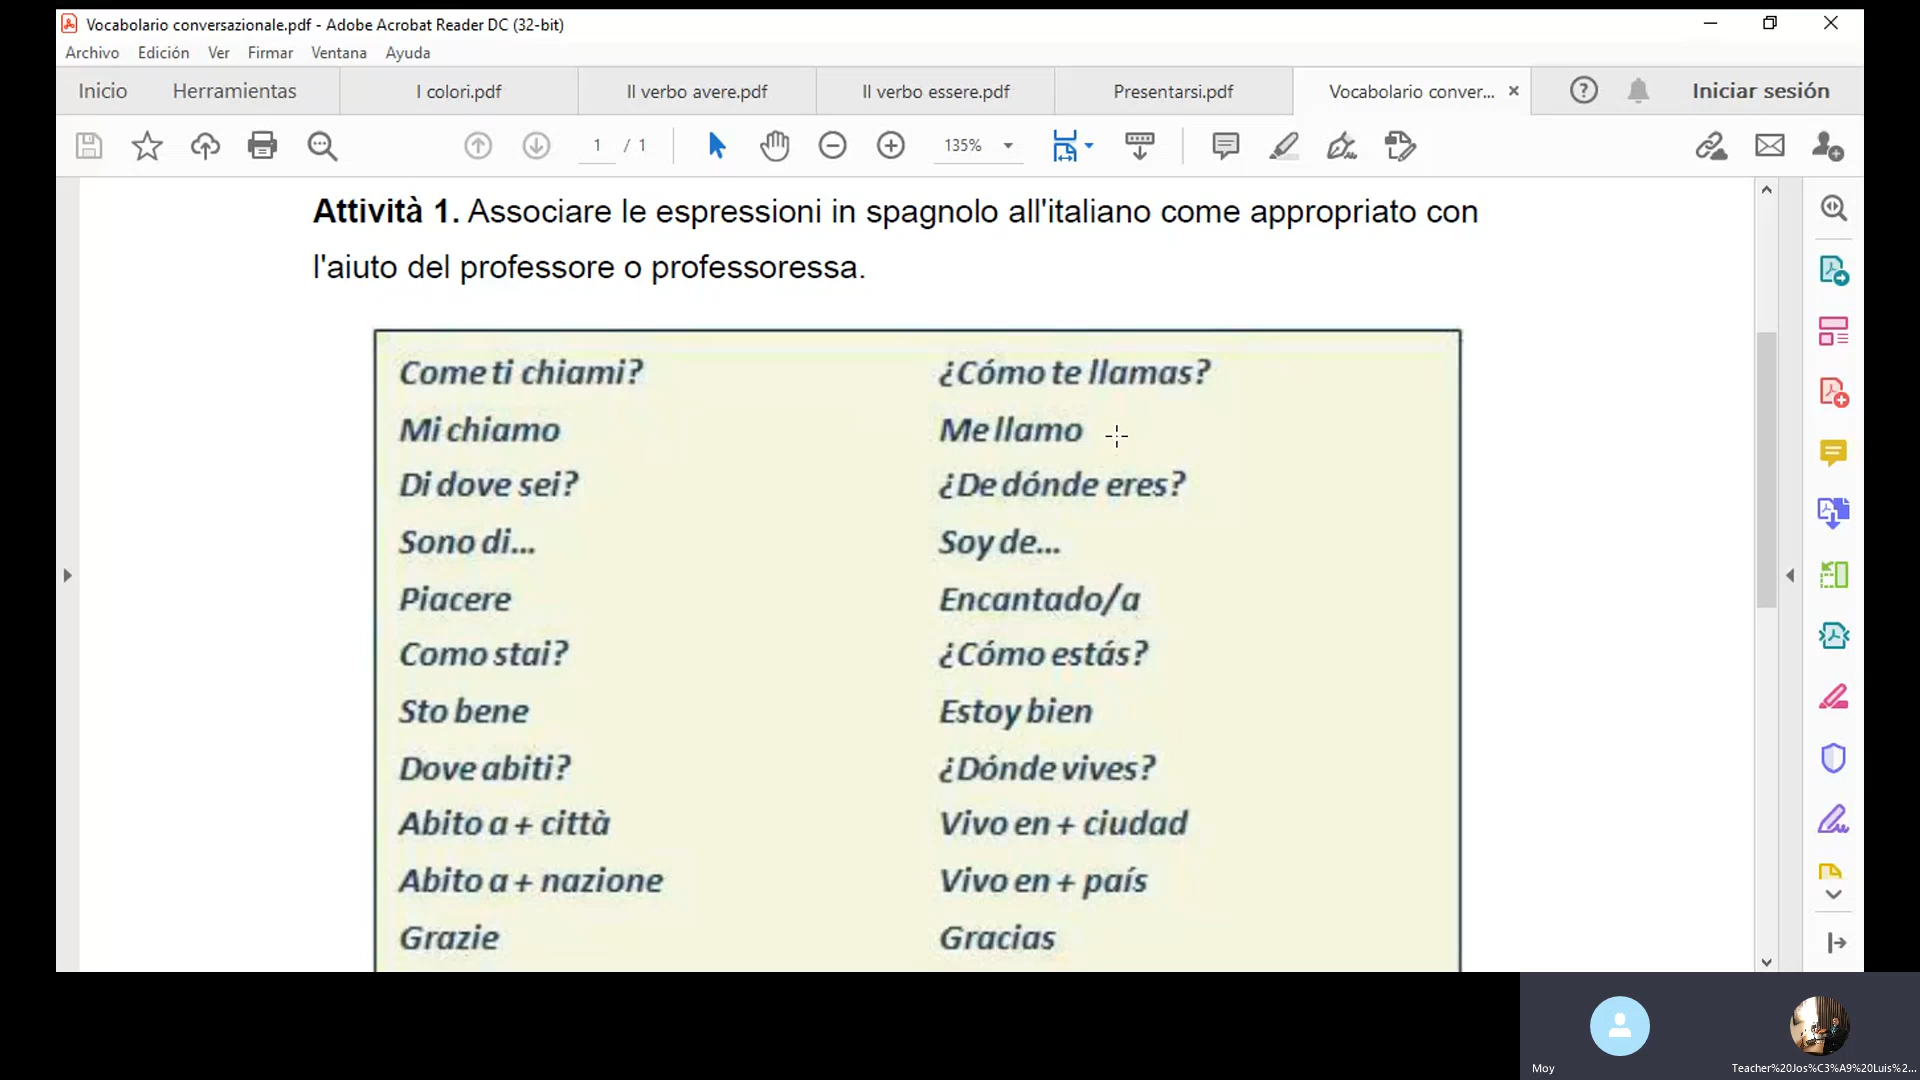 Vocabolario conversazionale.pdf - Adobe Acrobat Reader DC (32-bit)
Archivo Edición Ver Firmar Ventana Ayuda
Inicio Herramientas I colori.pdf Il verbo avere.pdf Il verbo essere.pdf Presentarsi.pdf Vocabolario conver... Iniciar sesión
1 / 1 135%
Attività 1. Associare le espressioni in spagnolo all'italiano come appropriato con
l'aiuto del professore o professoressa.
Come ti chiami? ¿Cómo te llamas?
Mi chiamo Me llamo
Di dove sei? ¿De dónde eres?
Sono di... Soy de...
Piacere Encantado/a
Como stai? ¿Cómo estás?
Sto bene Estoy bien
Dove abiti? ¿Dónde vives?
Abito a + città Vivo en + ciudad
Abito a + nazione Vivo en + país
Grazie Gracias
Moy Teacher%20Jos%C3%A9%20Luis%2...